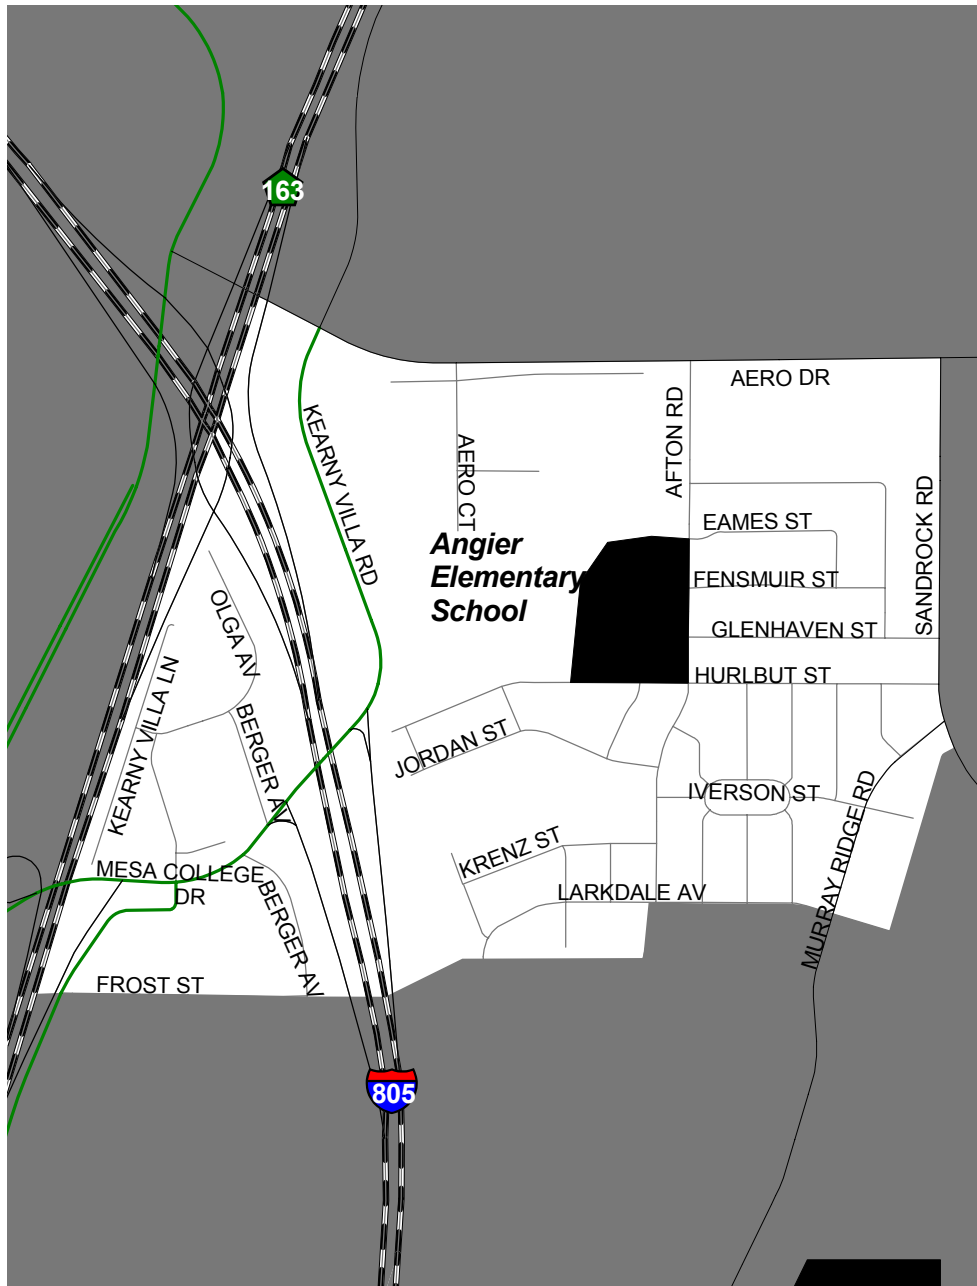 163
AERO DR
KEARNY VILLA RD
AERO CT
AFTON RD
SANDROCK RD
EAMES ST
Angier
Elementary
School
FENSMUIR ST
OLGA AV
GLENHAVEN ST
HURLBUT ST
KEARNY VILLA LN
BERGER AV
JORDAN ST
IVERSON ST
MURRAY RIDGE RD
KRENZ ST
MESA COLLEGE
DR
BERGER AV
LARKDALE AV
FROST ST
805